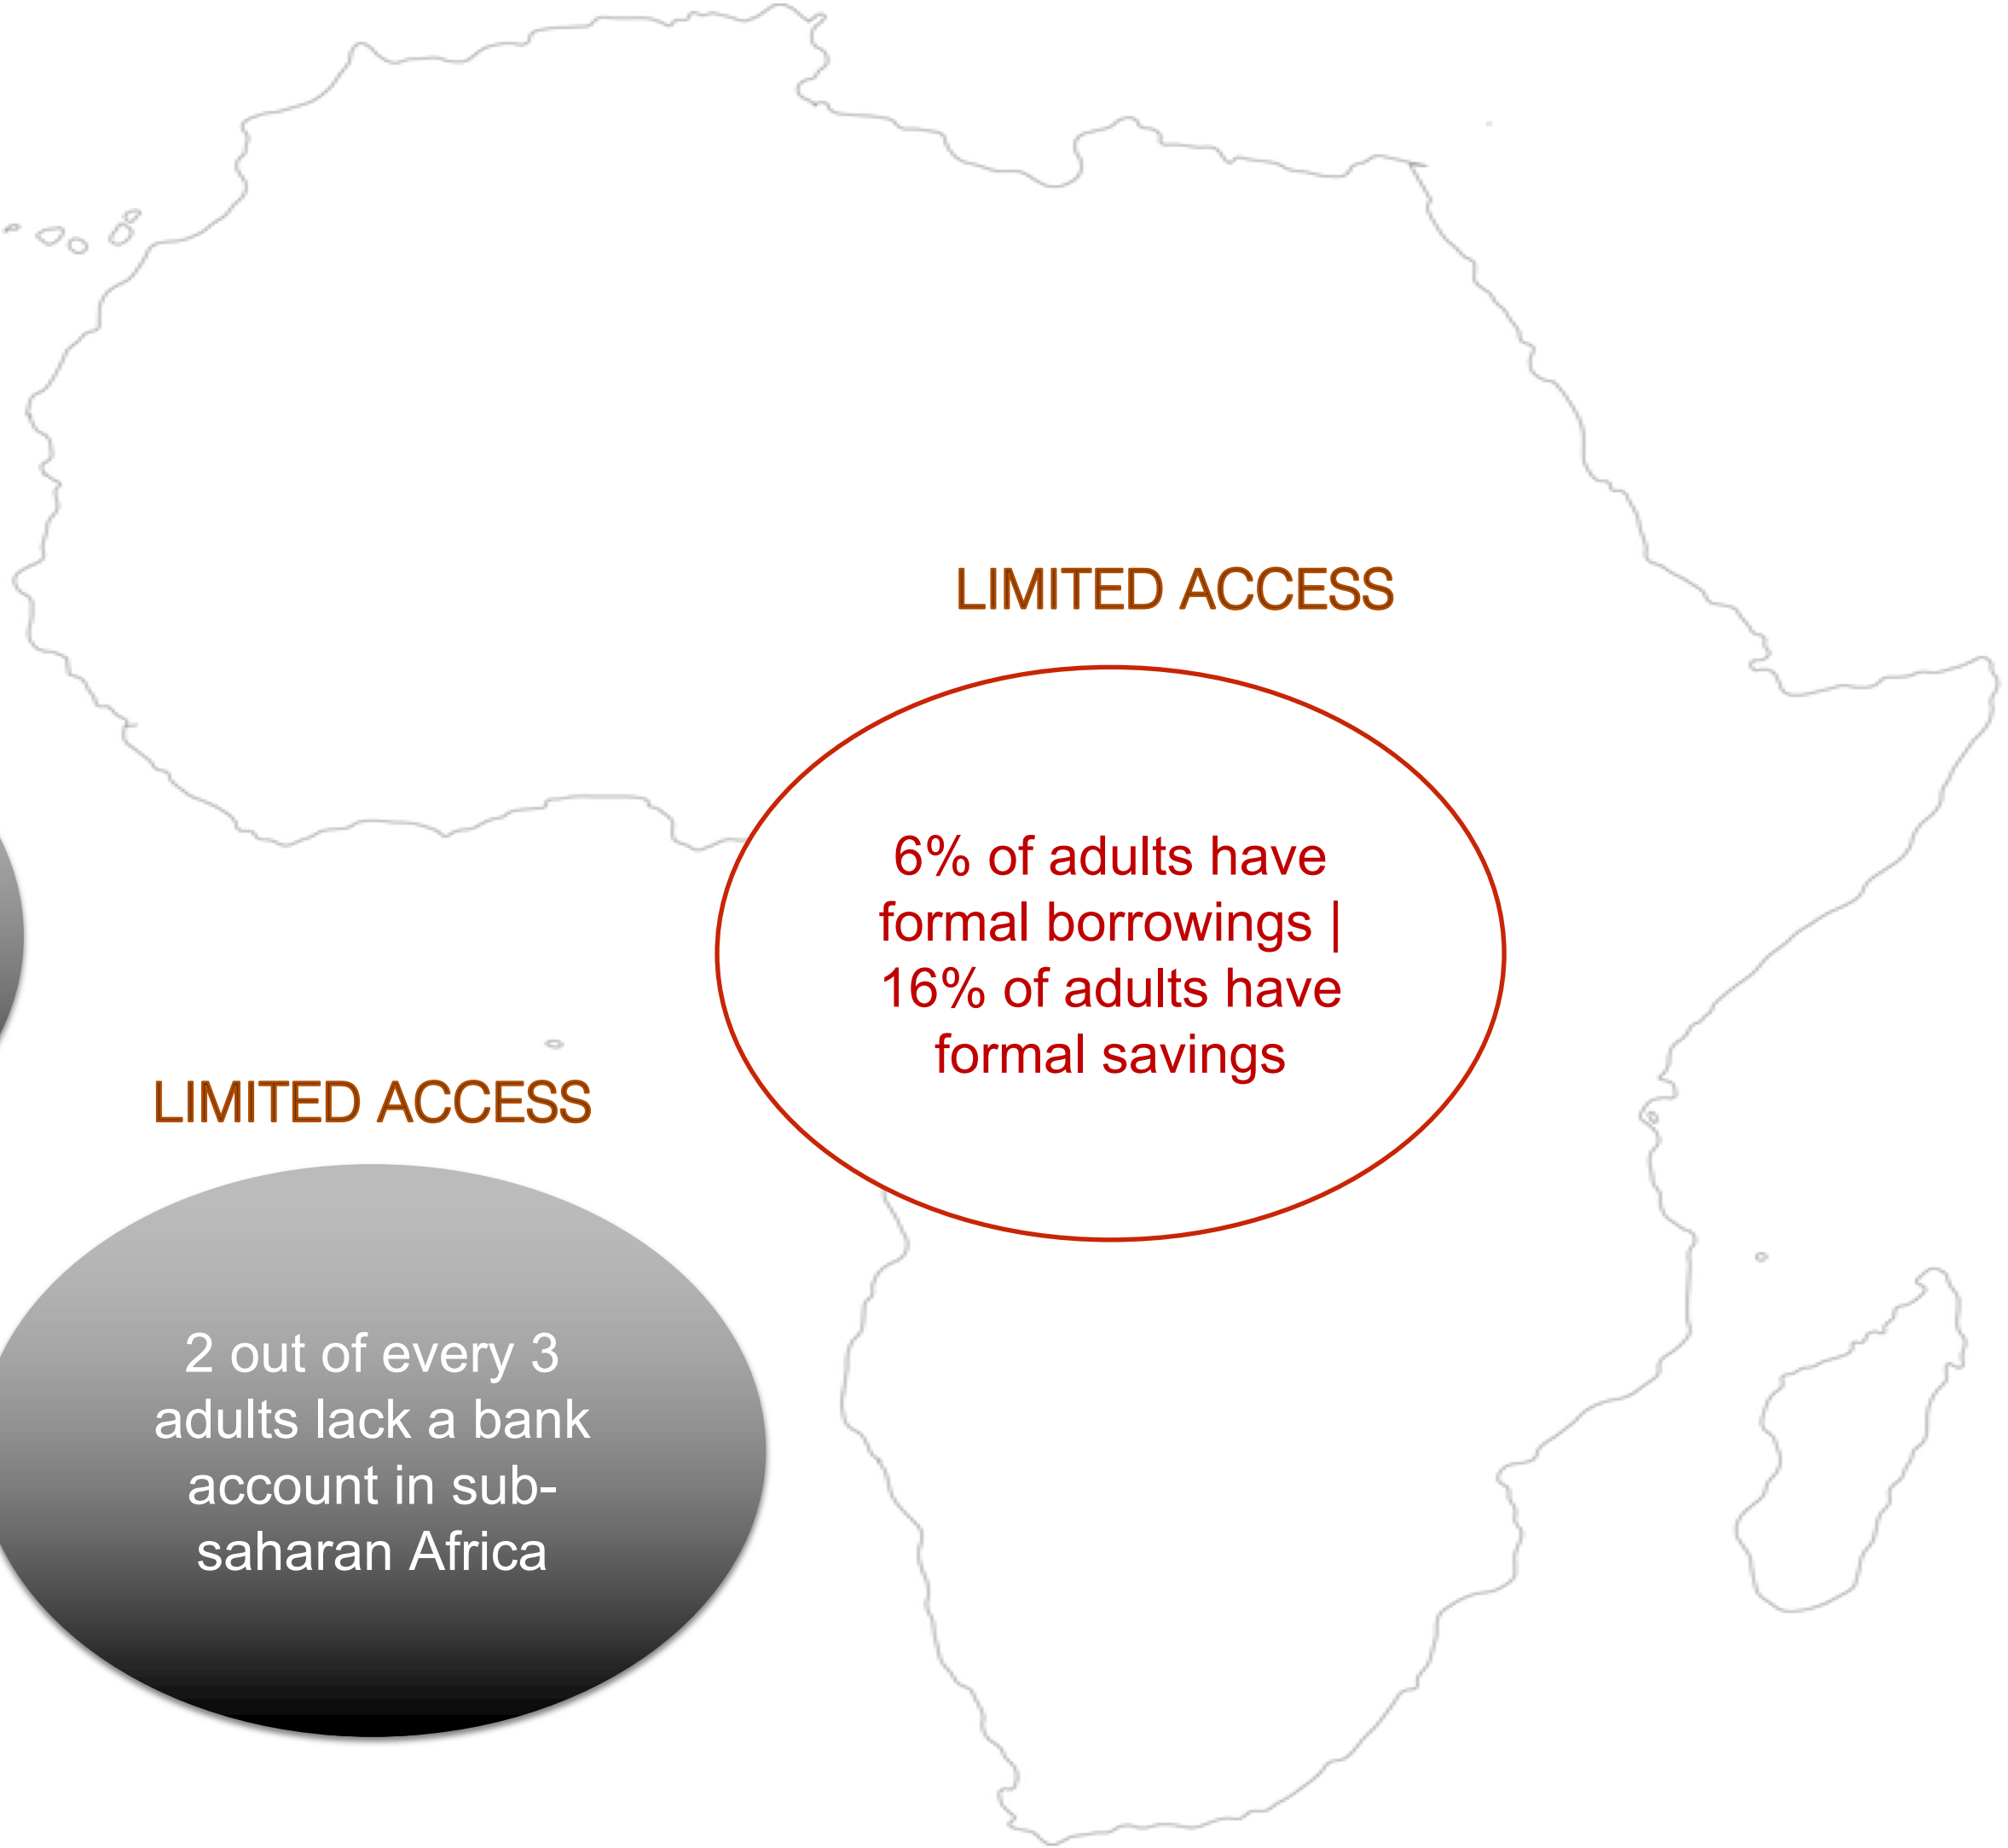 LIMITED ACCESS
6% of adults have
formal borrowings |
16% of adults have
formal savings
LIMITED ACCESS
2 out of every 3
adults lack a bank
account in sub-
saharan Africa